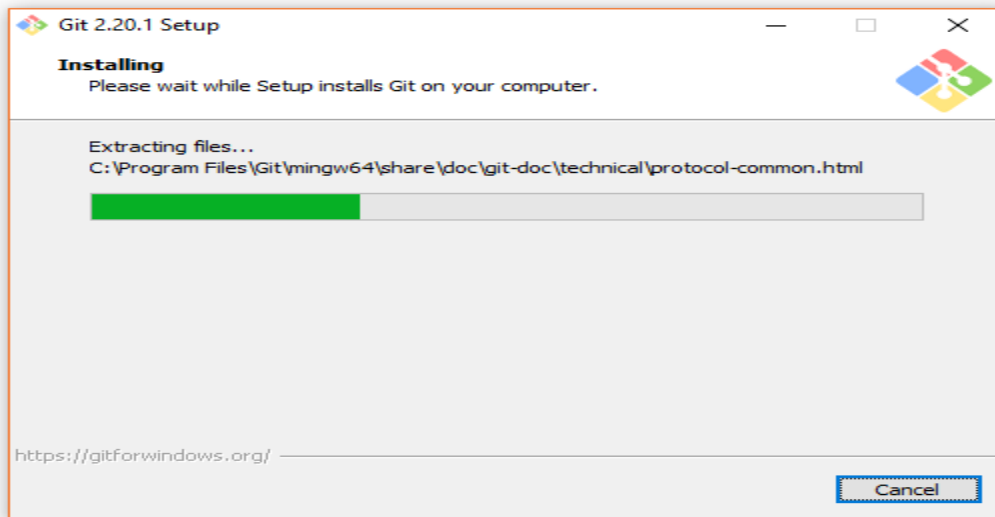 Git 2.20.1 Setup
Installing
Please wait while Setup installs Git on your computer.
Extracting files...
C:\Program Files\Git\mingw64\share\doc\git-doc\technical\protocol-common.html
https://gitforwindows.org/
Cancel